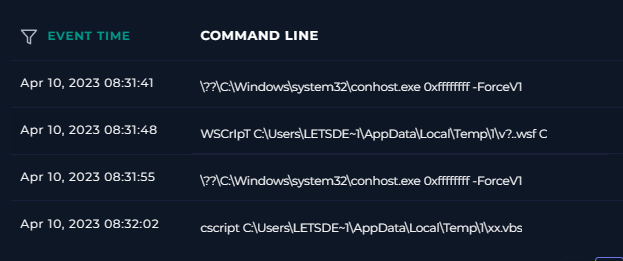 EVENT TIME COMMAND LINE
Apr 10, 2023 08:31:41 \??\C:\Windows\system32\conhost.exe 0xffffffff -ForceV1
Apr 10, 2023 08:31:48 WSCrIpT C:\Users\LETSDE~1\AppData\Local\Temp\1\v?..wsf C
Apr 10, 2023 08:31:55 \??\C:\Windows\system32\conhost.exe 0xffffffff -ForceV1
Apr 10, 2023 08:32:02 cscript C:\Users\LETSDE~1\AppData\Local\Temp\1\xx.vbs